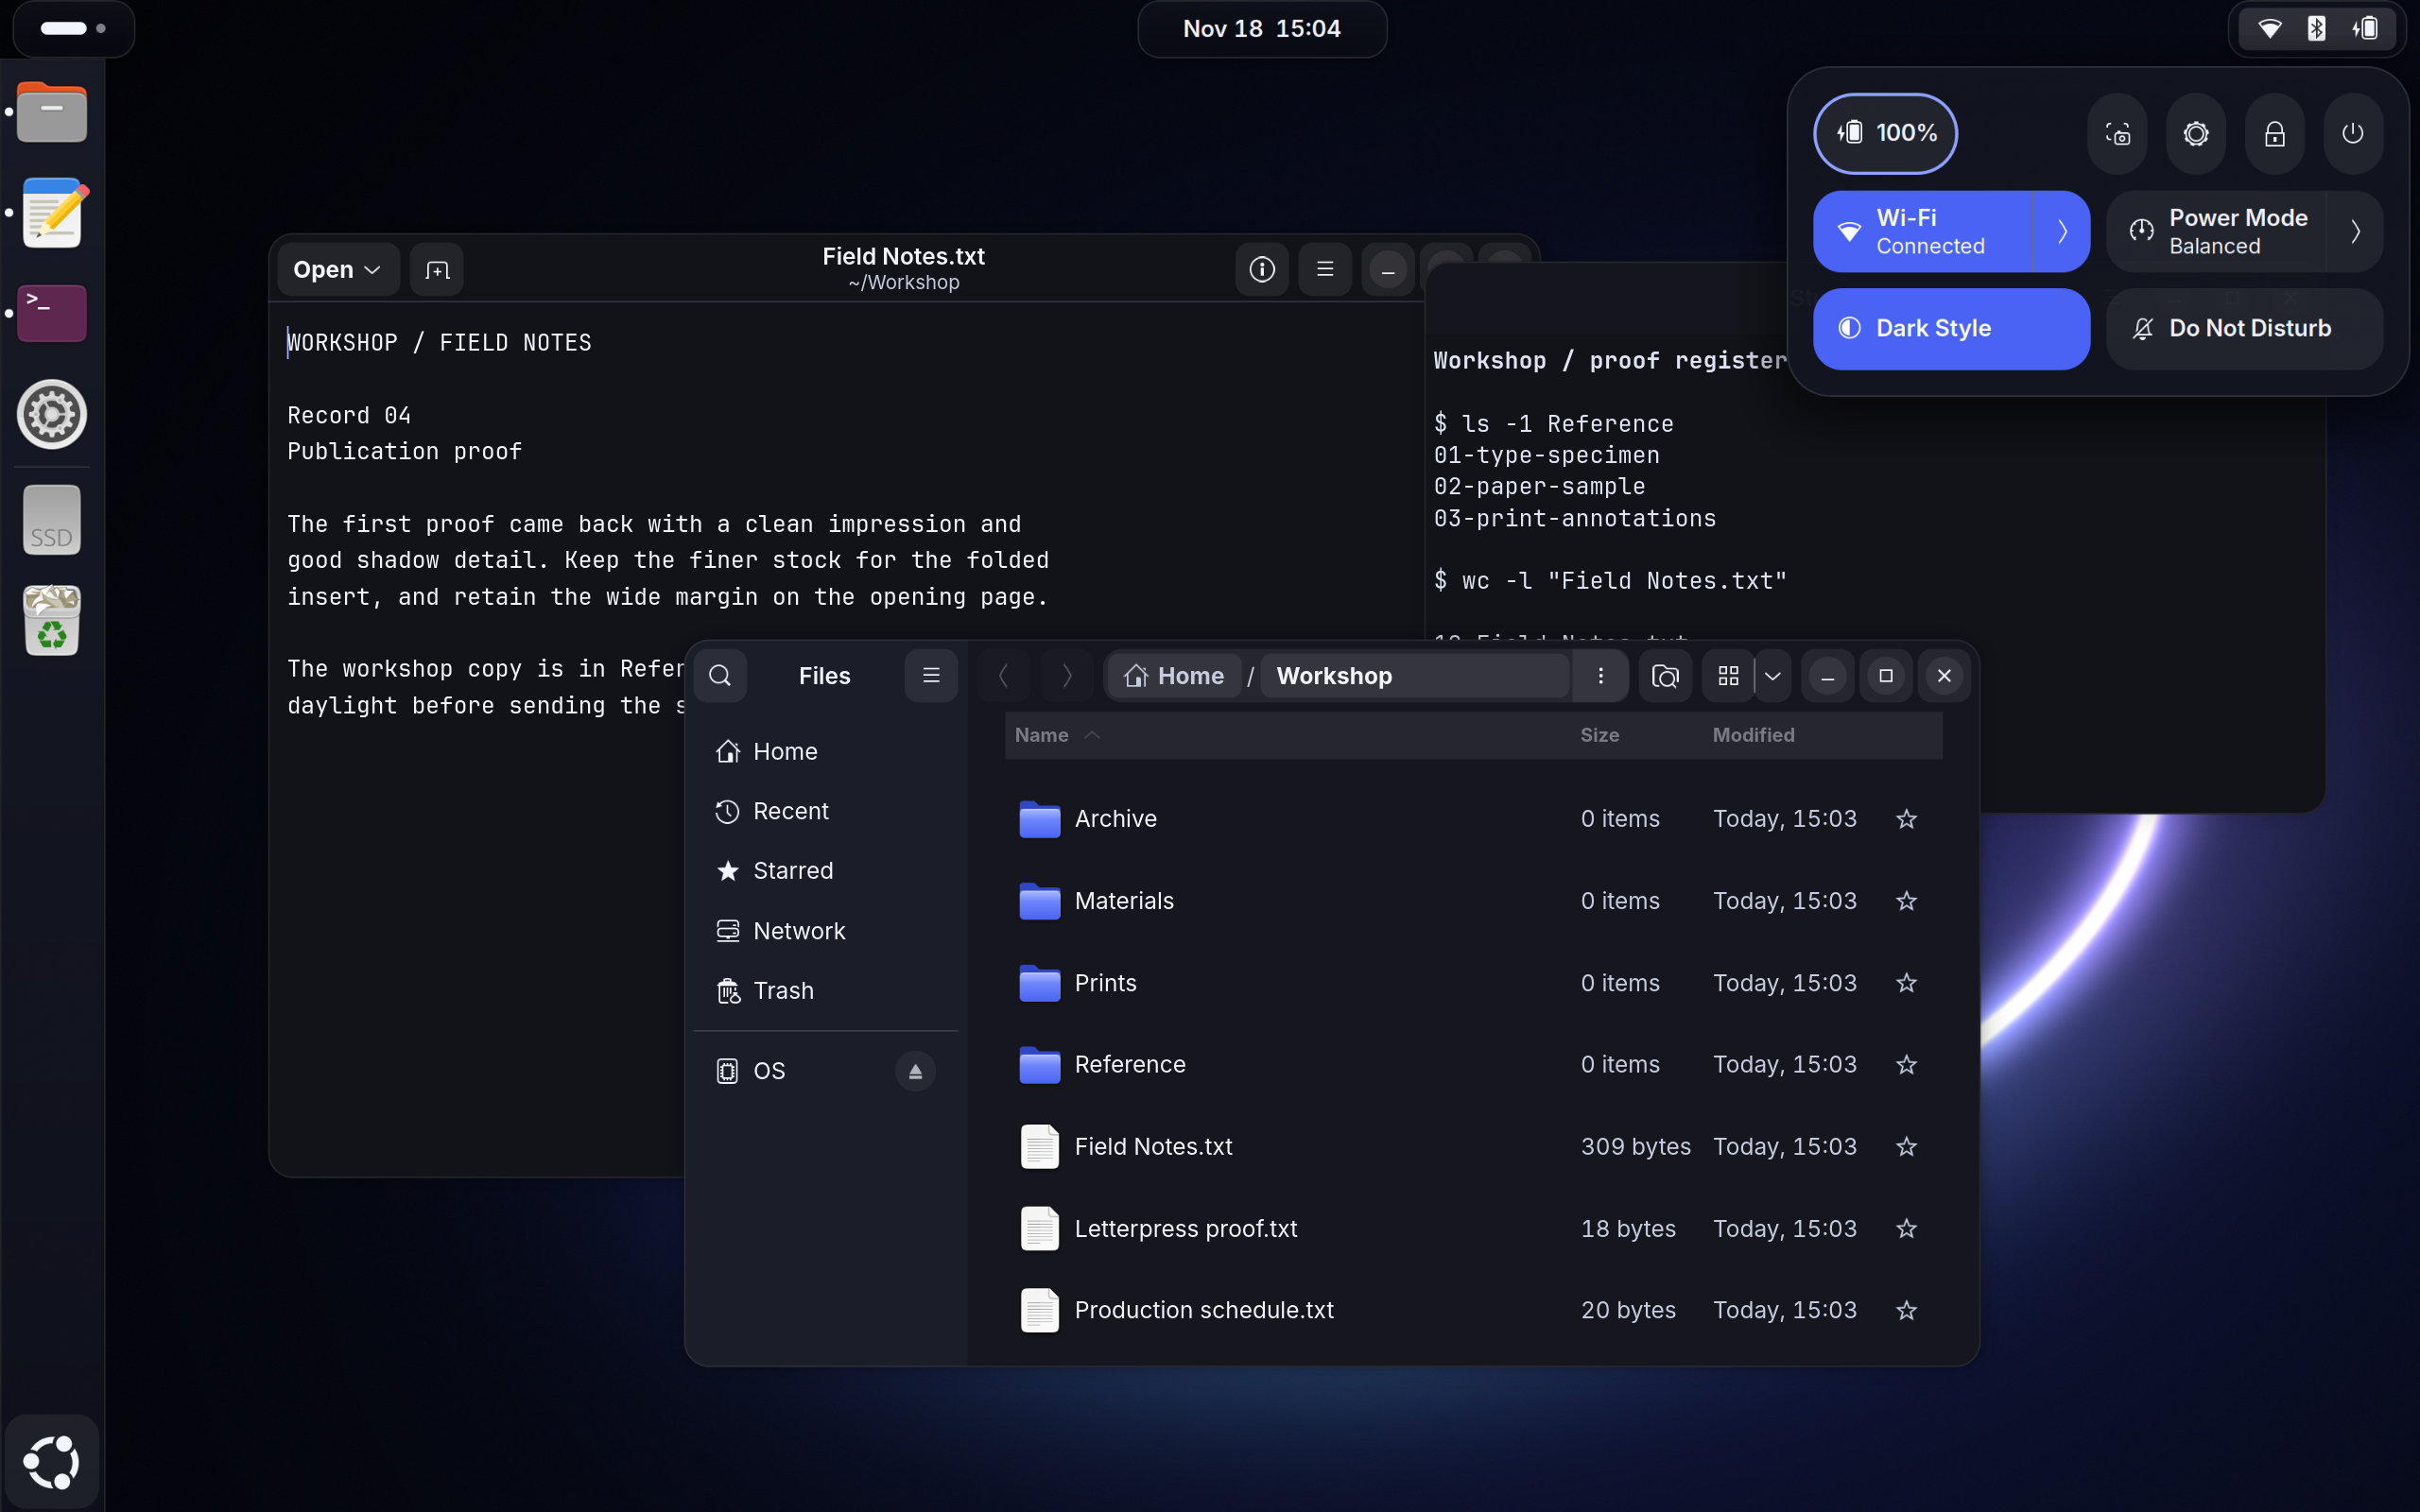 Nov 18 15:04
100%
Wi-Fi
Connected
Power Mode
Balanced
Dark Style
Do Not Disturb
SSD
Open
Field Notes.txt
~/Workshop
WORKSHOP / FIELD NOTES
Record 04
Publication proof
The first proof came back with a clean impression and
good shadow detail. Keep the finer stock for the folded
insert, and retain the wide margin on the opening page.
The workshop copy is in
daylight before sending the
Workshop / proof register
$ ls -1 Reference
01-type-specimen
02-paper-sample
03-print-annotations
$ wc -l "Field Notes.txt"
Files
Home / Workshop
Home
Recent
Starred
Network
Trash
OS
Name Size Modified
Archive 0 items Today, 15:03
Materials 0 items Today, 15:03
Prints 0 items Today, 15:03
Reference 0 items Today, 15:03
Field Notes.txt 309 bytes Today, 15:03
Letterpress proof.txt 18 bytes Today, 15:03
Production schedule.txt 20 bytes Today, 15:03